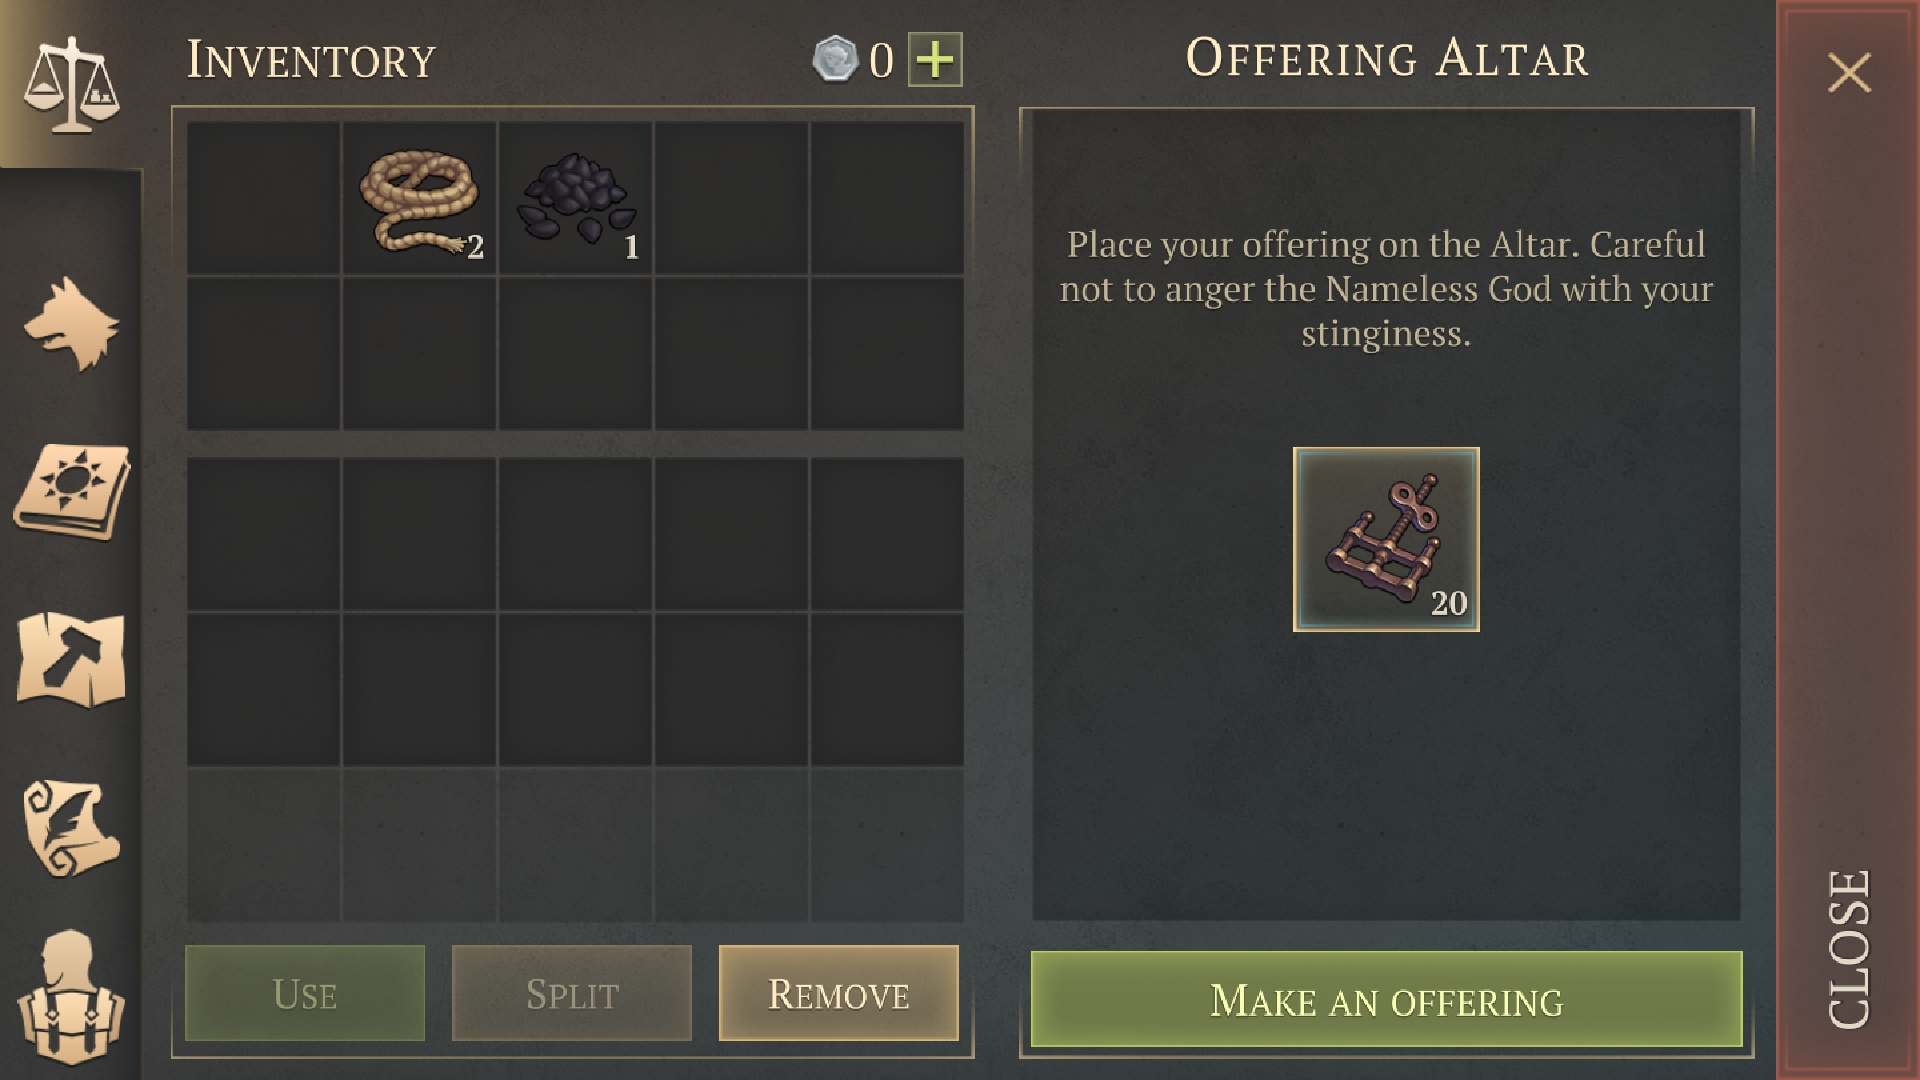 INVENTORY
0
OFFERING ALTAR
2
1
Place your offering on the Altar. Careful
not to anger the Nameless God with your
stinginess.
20
USE
SPLIT
REMOVE
MAKE AN OFFERING
CLOSE